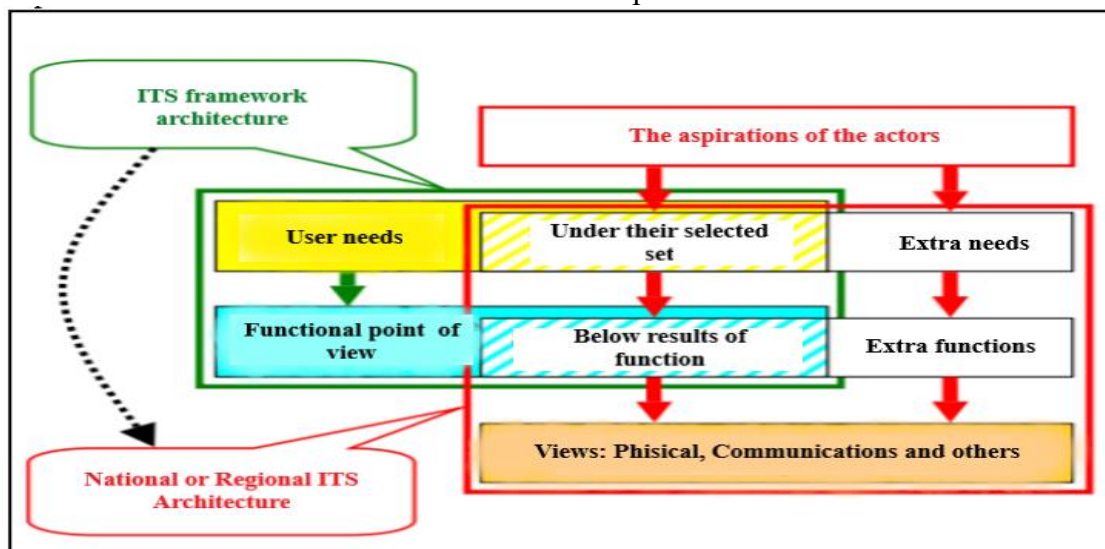 ITS framework
architecture
The aspirations of the actors
User needs
Under their selected
set
Extra needs
Functional point of
view
Below results of
function
Extra functions
Views: Phisical, Communications and others
National or Regional ITS
Architecture